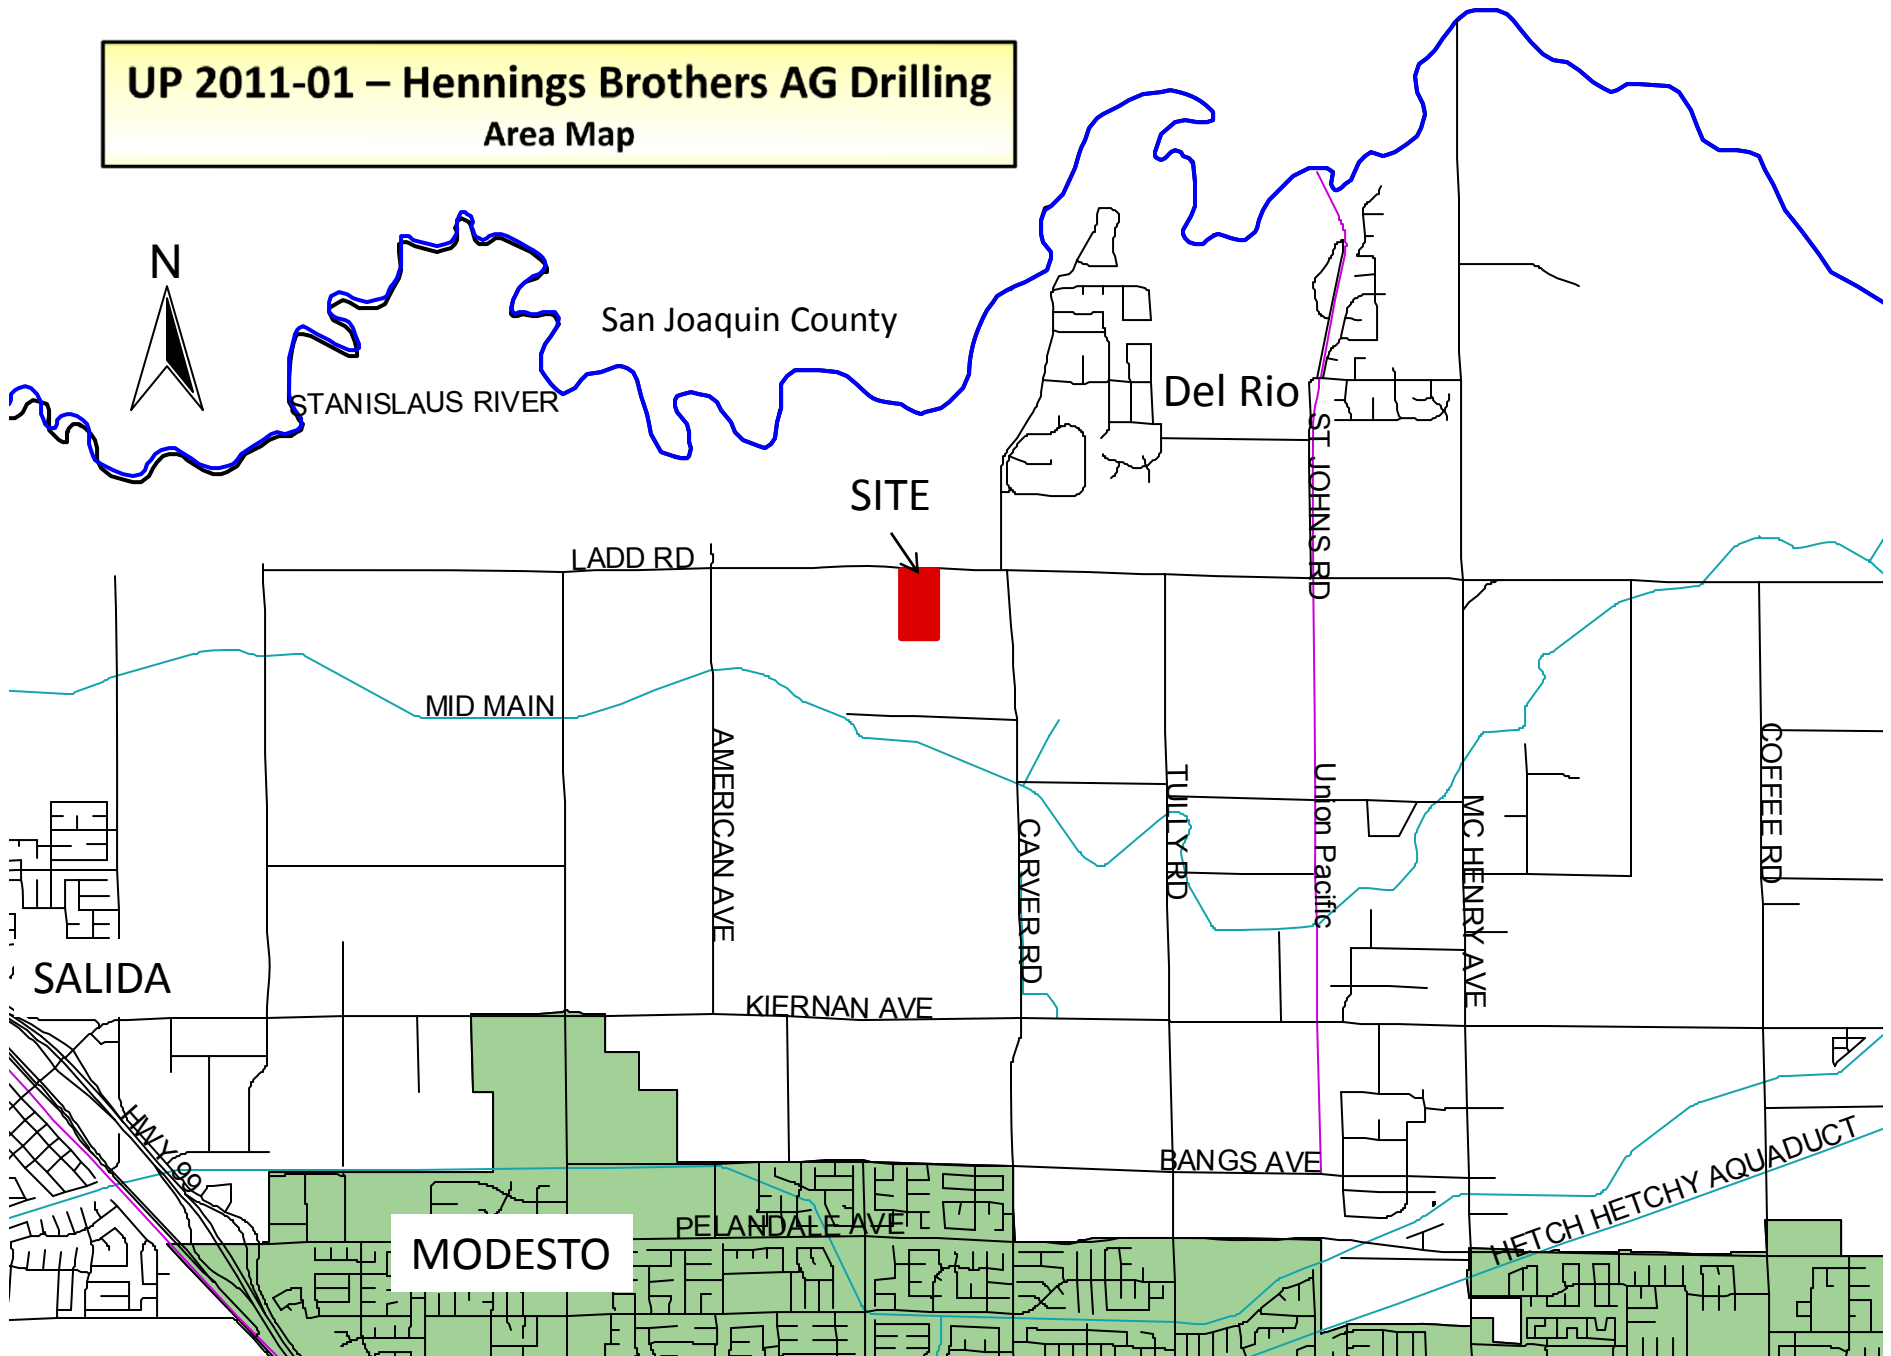 UP 2011-01 – Hennings Brothers AG Drilling
Area Map
N
San Joaquin County
STANISLAUS RIVER
Del Rio
SITE
ST JOHNS RD
LADD RD
MID MAIN
AMERICAN AVE
CARVER RD
TULLY RD
Union Pacific
MC HENRY AVE
COFFEE RD
SALIDA
KIERNAN AVE
HWY 99
BANGS AVE
HETCH HETCHY AQUADUCT
PELANDALE AVE
MODESTO